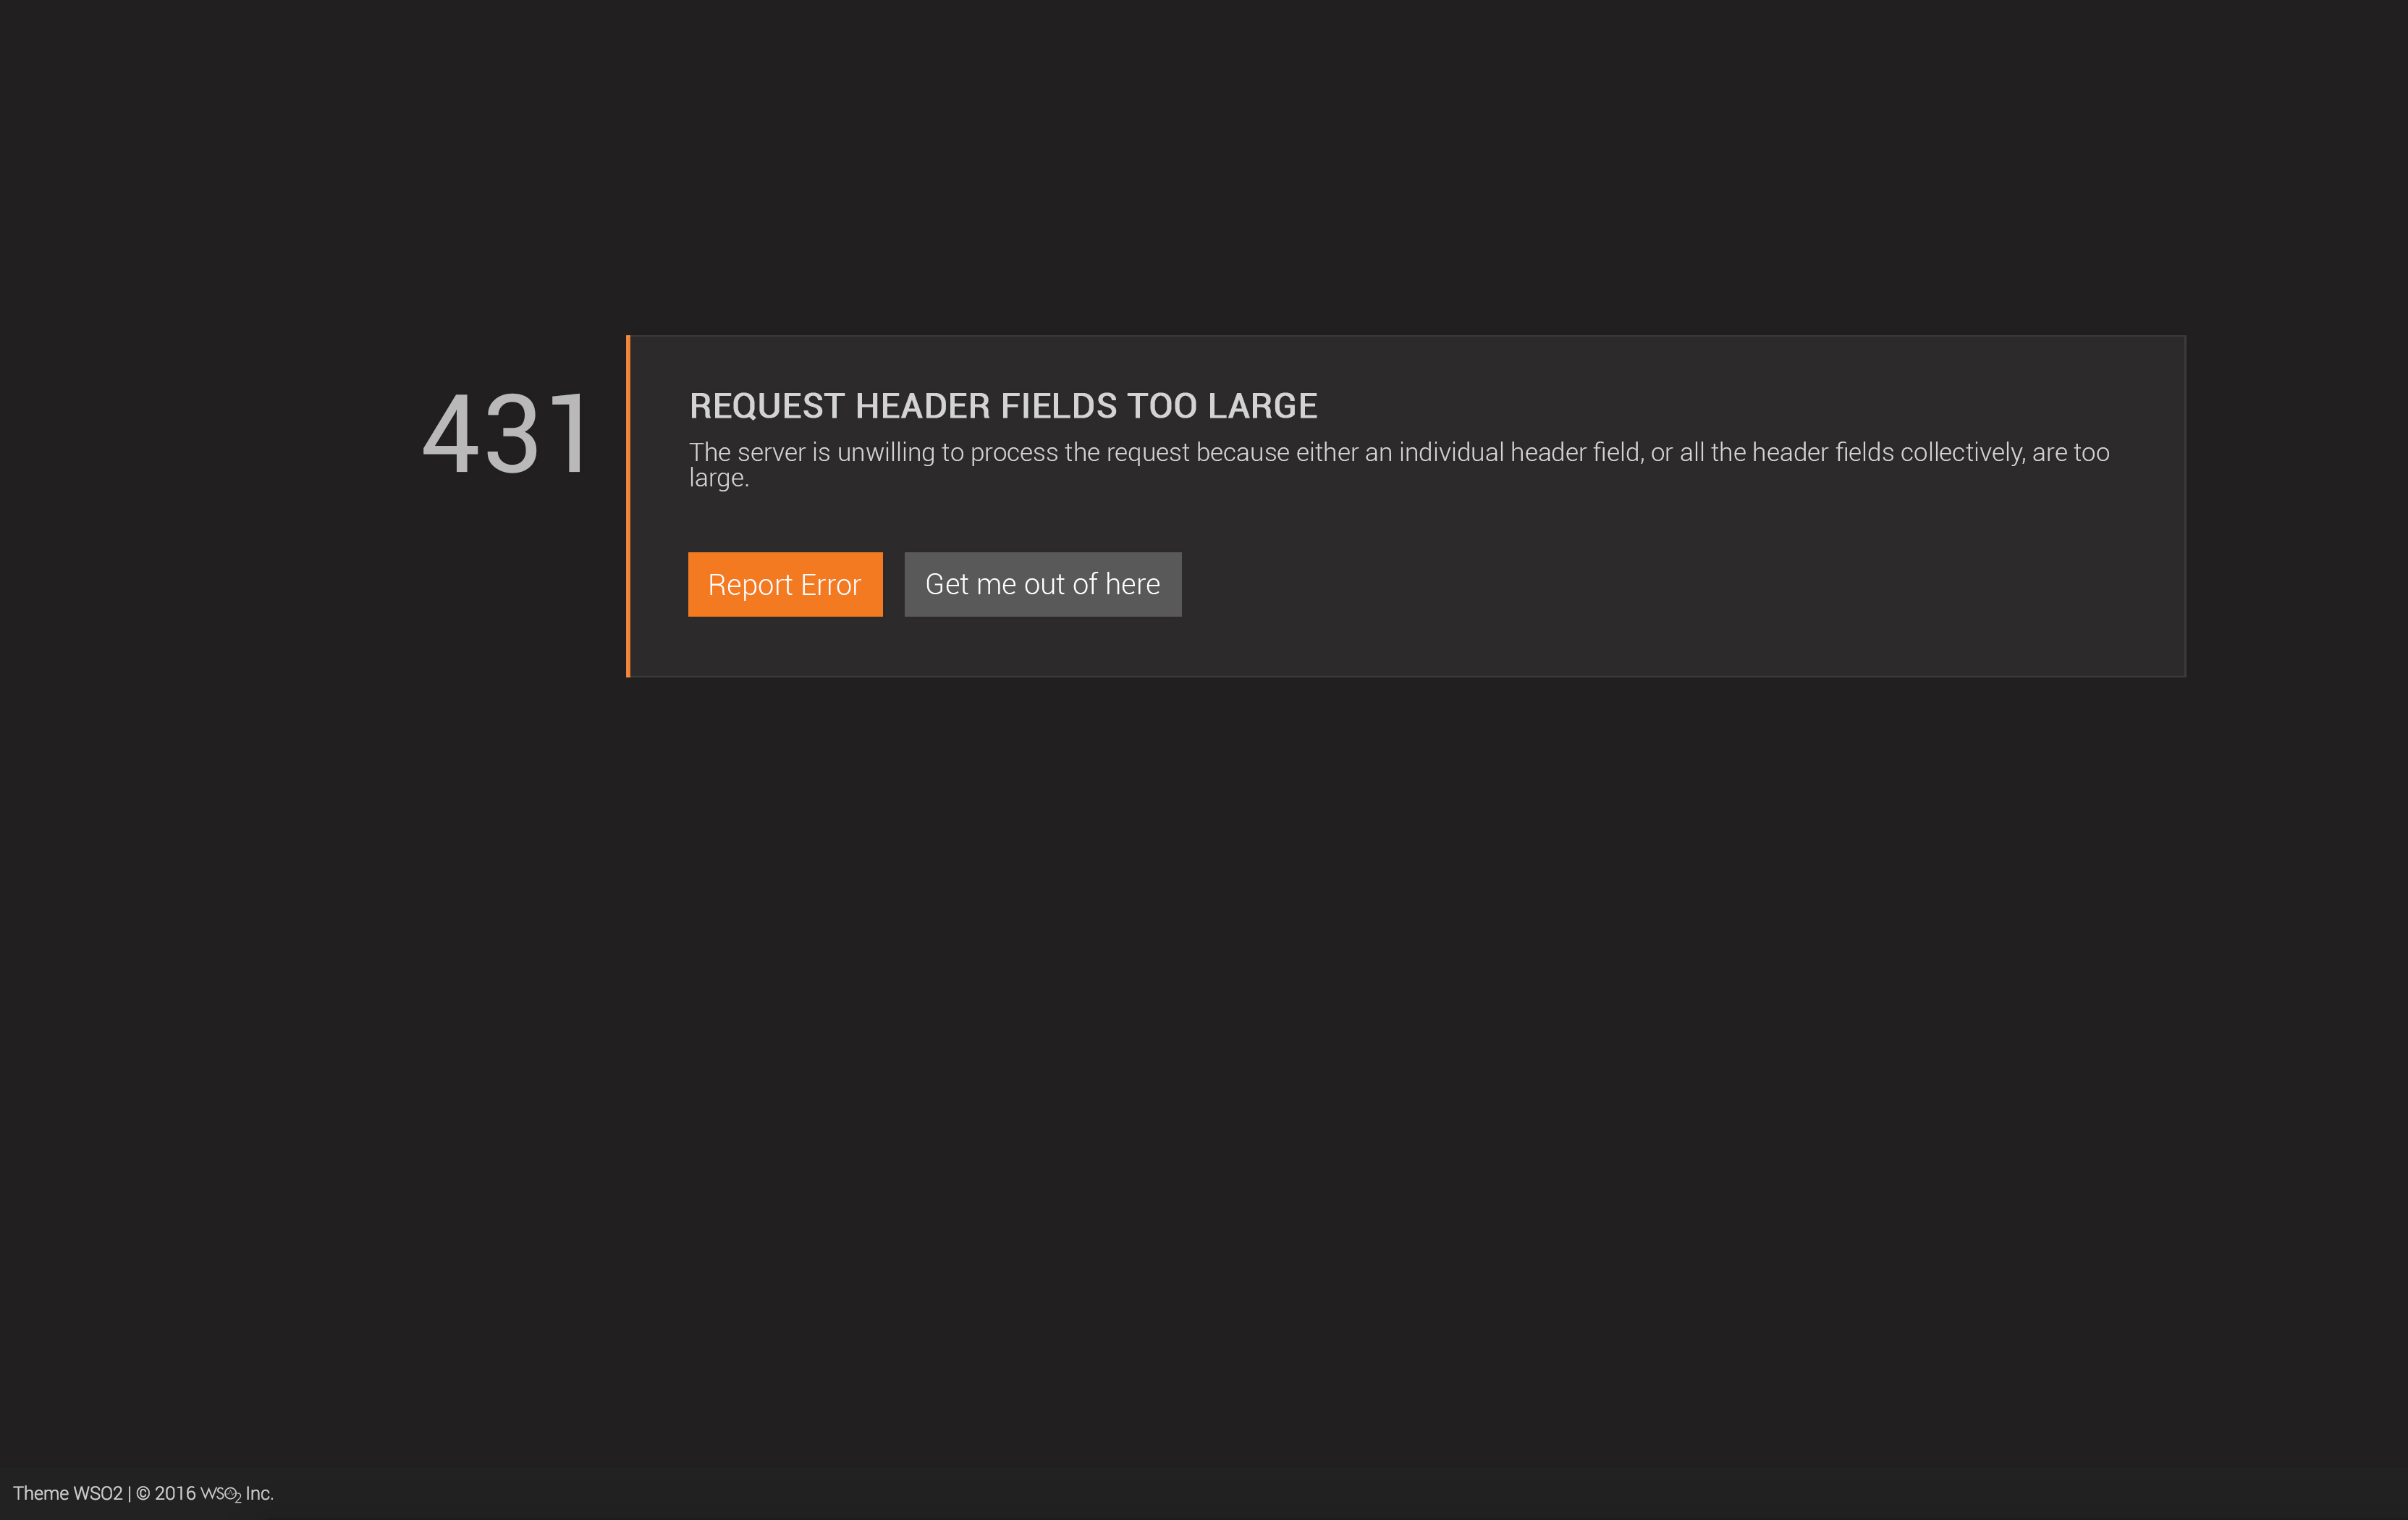 431
REQUEST HEADER FIELDS TOO LARGE
The server is unwilling to process the request because either an individual header field, or all the header fields collectively, are too
large.
Report Error
Get me out of here
Theme WSO2 | © 2016 WSO2 Inc.